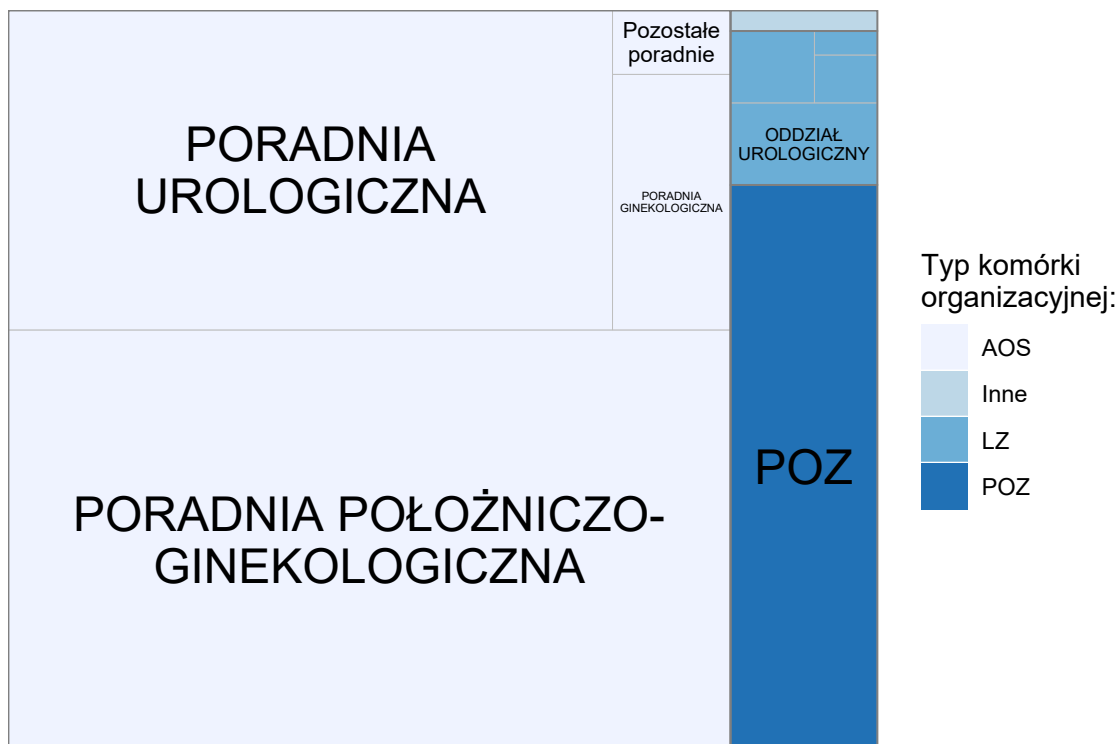 PORADNIA
UROLOGICZNA
Pozostałe
poradnie
PORADNIA
GINEKOLOGICZNA
PORADNIA POŁOŻNICZO-
GINEKOLOGICZNA
ODDZIAŁ
UROLOGICZNY
POZ
Typ komórki
organizacyjnej:
AOS
Inne
LZ
POZ